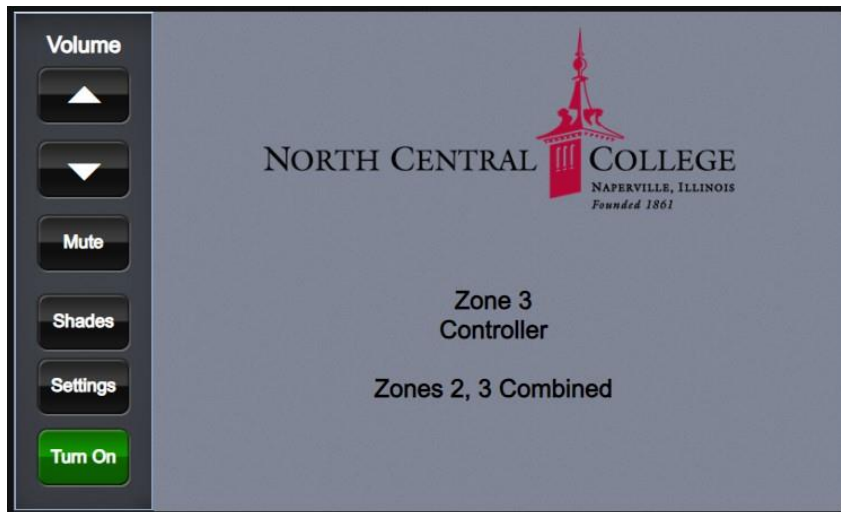 Volume
Mute
Shades
Settings
Turn On
NORTH CENTRAL COLLEGE
NAPERVILLE, ILLINOIS
Founded 1861
Zone 3
Controller
Zones 2, 3 Combined